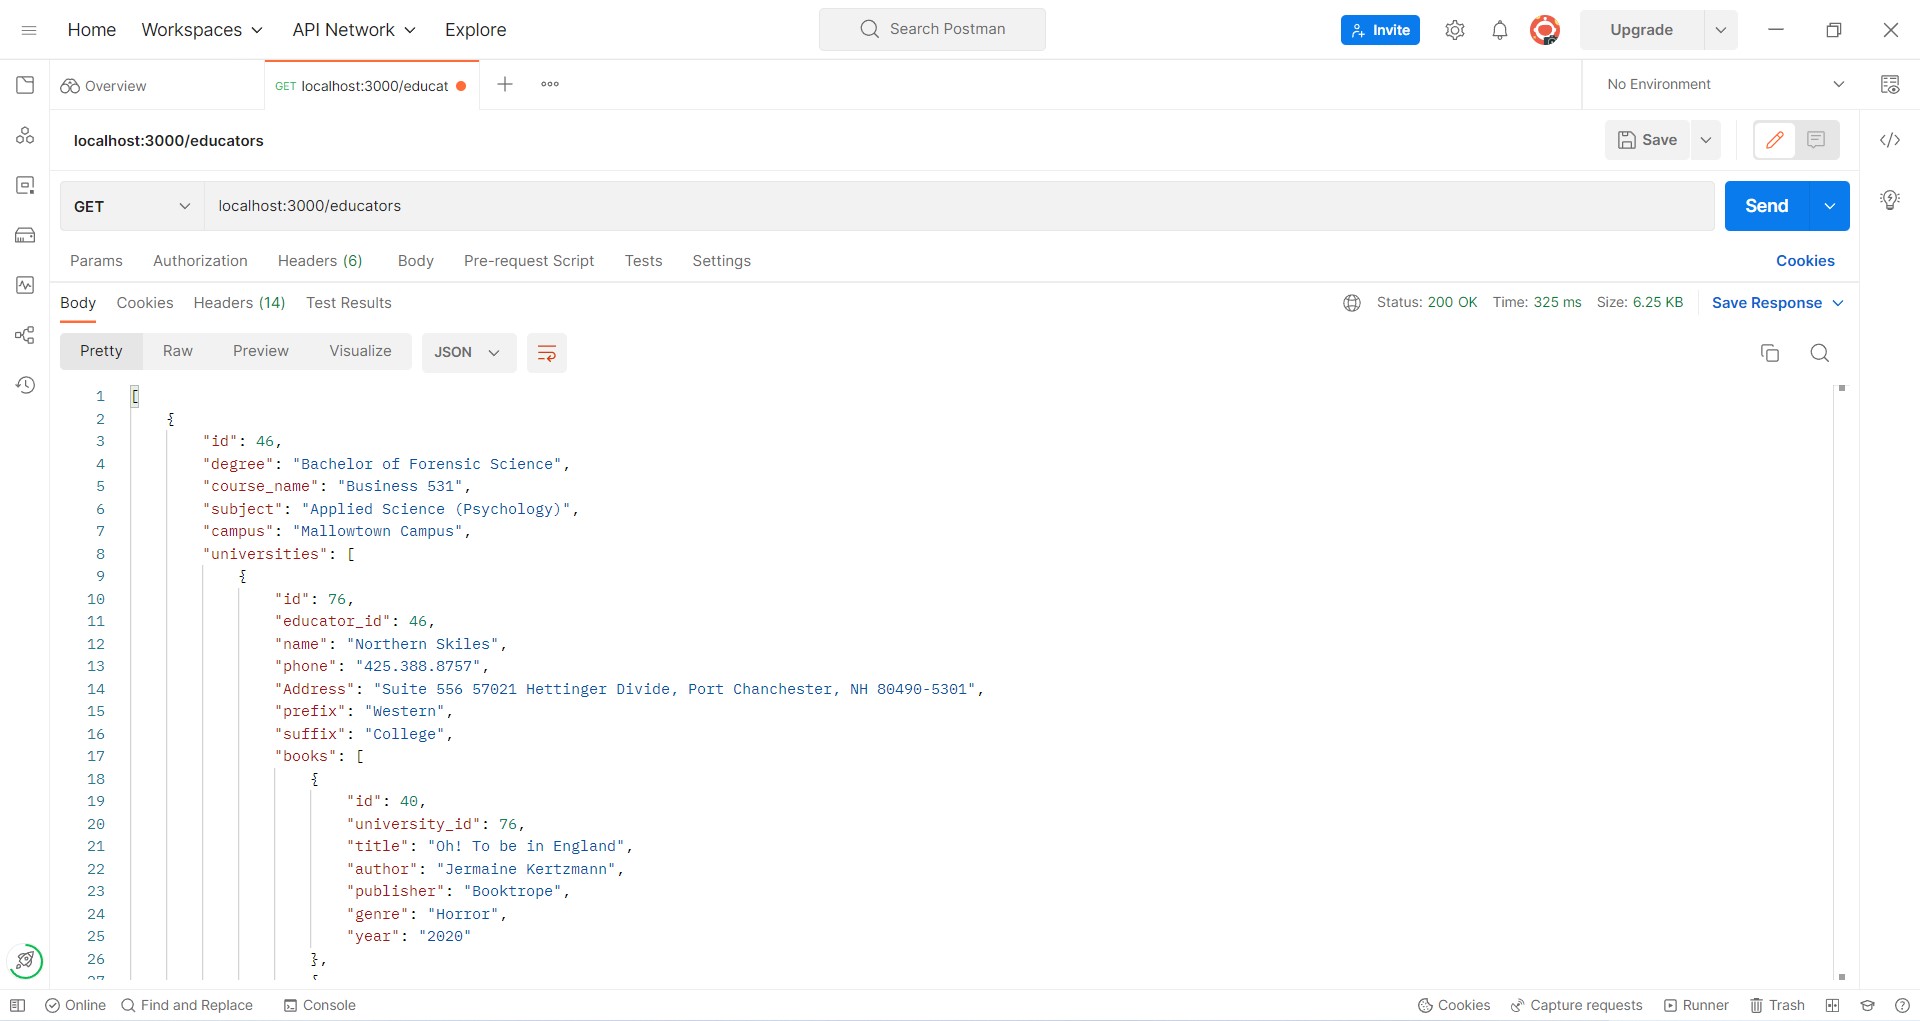 Home Workspaces API Network Explore Search Postman Invite Upgrade
Overview GET localhost:3000/educat No Environment
localhost:3000/educators Save
GET localhost:3000/educators Send
Params Authorization Headers (6) Body Pre-request Script Tests Settings Cookies
Body Cookies Headers (14) Test Results Status: 200 OK Time: 325 ms Size: 6.25 KB Save Response
Pretty Raw Preview Visualize JSON
1 [
2 {
3 "id": 46,
4 "degree": "Bachelor of Forensic Science",
5 "course_name": "Business 531",
6 "subject": "Applied Science (Psychology)",
7 "campus": "Mallowtown Campus",
8 "universities": [
9 {
10 "id": 76,
11 "educator_id": 46,
12 "name": "Northern Skiles",
13 "phone": "425.388.8757",
14 "Address": "Suite 556 57021 Hettinger Divide, Port Chanchester, NH 80490-5301",
15 "prefix": "Western",
16 "suffix": "College",
17 "books": [
18 {
19 "id": 40,
20 "university_id": 76,
21 "title": "Oh! To be in England",
22 "author": "Jermaine Kertzmann",
23 "publisher": "Booktrope",
24 "genre": "Horror",
25 "year": "2020"
26 },
27 {
Online Find and Replace Console Cookies Capture requests Runner Trash